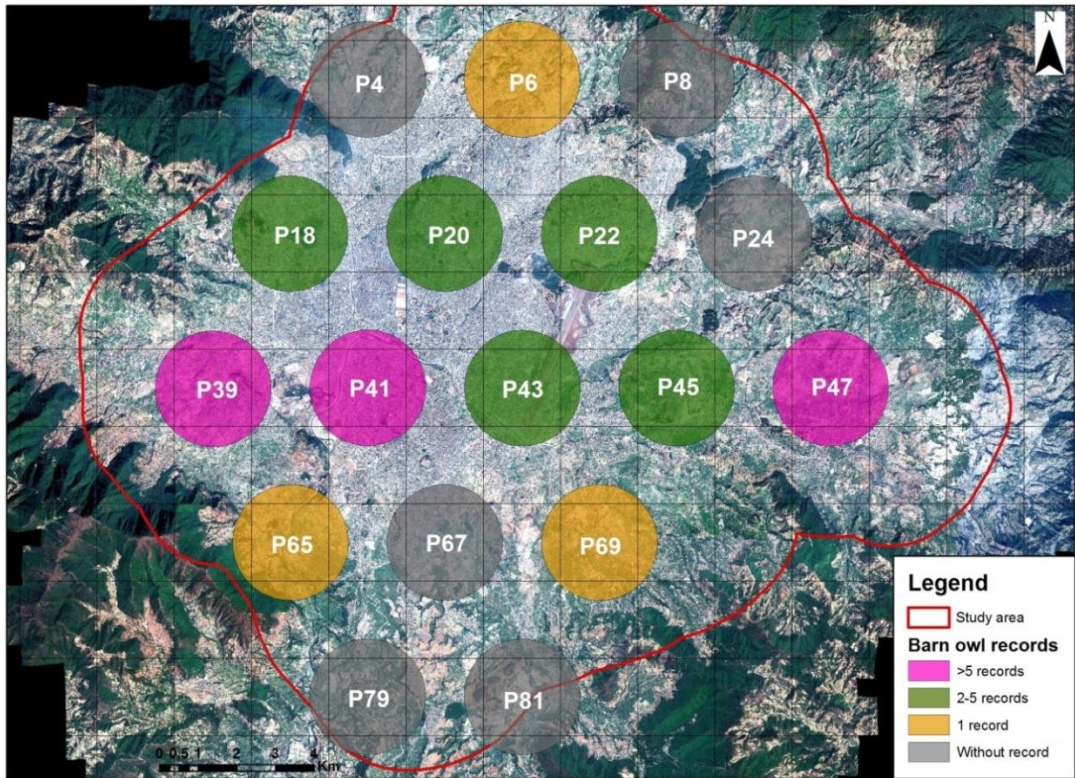 N
P4 P6 P8
P18 P20 P22 P24
P39 P41 P43 P45 P47
P65 P67 P69
P79 P81
Legend
Study area
Barn owl records
>5 records
2-5 records
1 record
Without record
0 0.5 1 2 3 4
Km